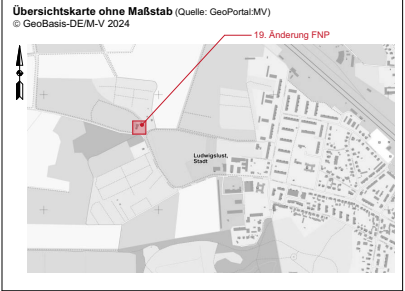 Übersichtskarte ohne Maßstab (Quelle: GeoPortal:MV)
© GeoBasis-DE/M-V 2024
19. Änderung FNP
Ludwigslust,
Stadt